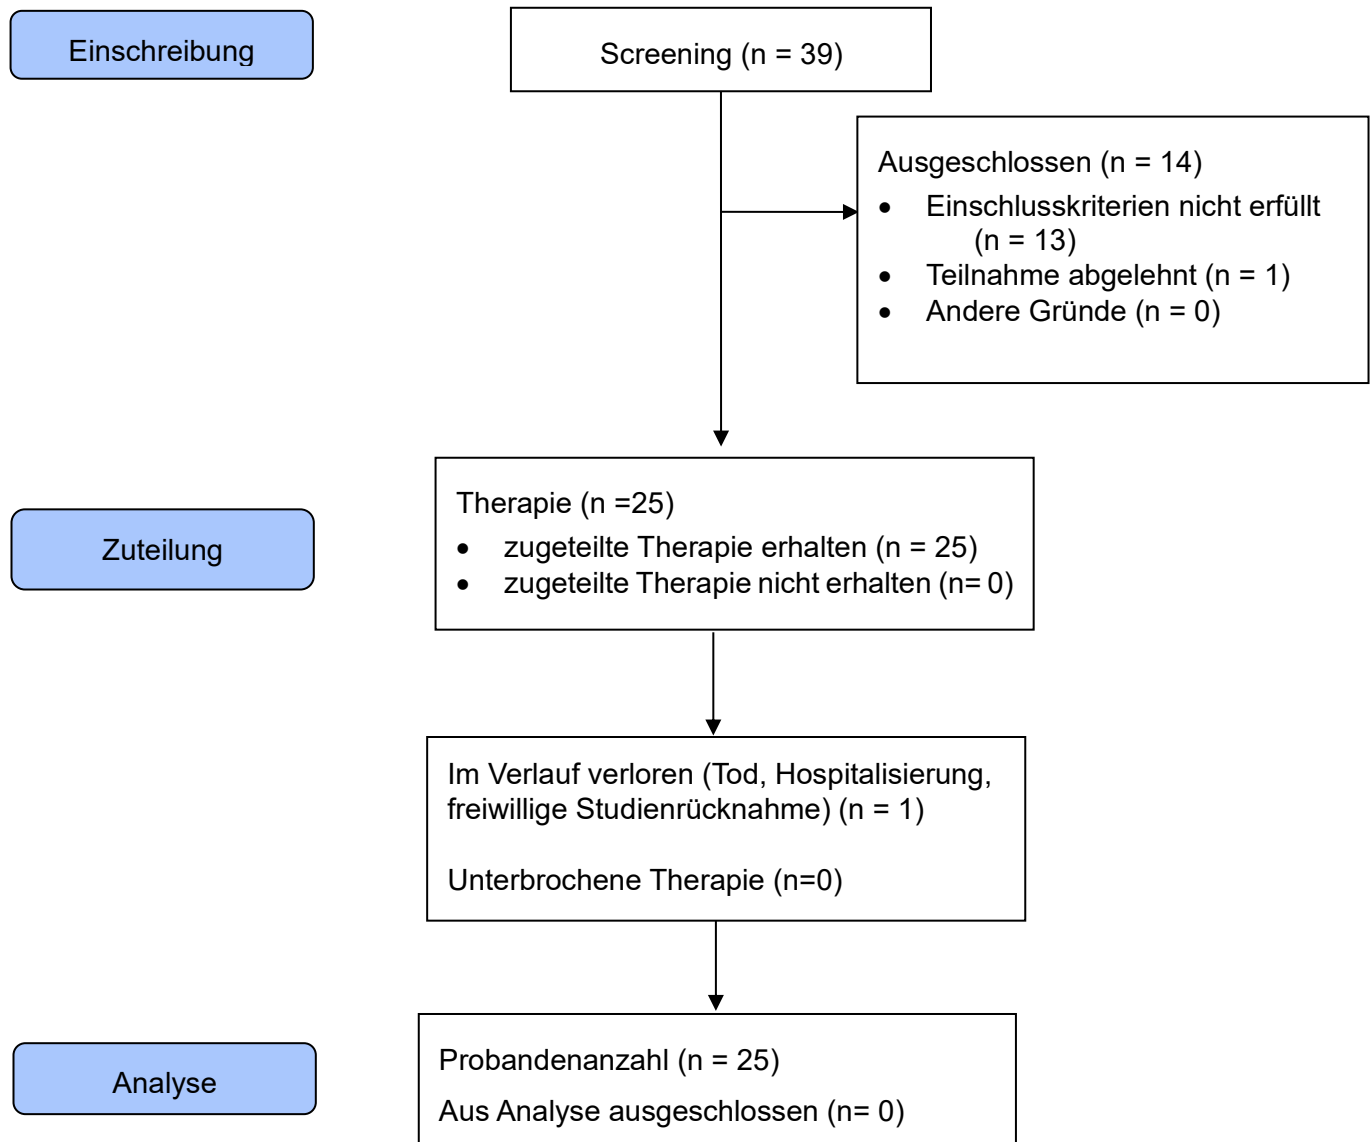 Einschreibung
Screening (n = 39)
Ausgeschlossen (n = 14)
• Einschlusskriterien nicht erfüllt
(n = 13)
• Teilnahme abgelehnt (n = 1)
• Andere Gründe (n = 0)
Zuteilung
Therapie (n =25)
• zugeteilte Therapie erhalten (n = 25)
• zugeteilte Therapie nicht erhalten (n= 0)
Im Verlauf verloren (Tod, Hospitalisierung,
freiwillige Studienrücknahme) (n = 1)
Unterbrochene Therapie (n=0)
Analyse
Probandenanzahl (n = 25)
Aus Analyse ausgeschlossen (n= 0)